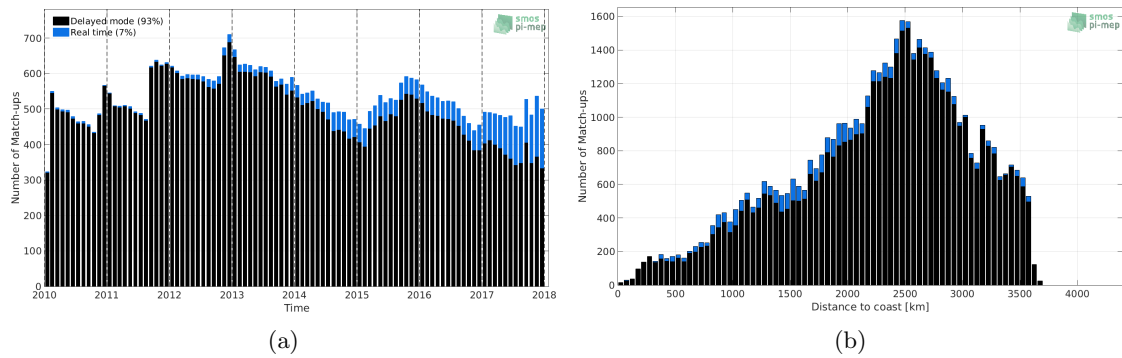 Delayed mode (93%)
Real time (7%)
smos
pi-mep
Number of Match-ups
700
600
500
400
300
200
100
0
2010 2011 2012 2013 2014 2015 2016 2017 2018
Time
(a)
smos
pi-mep
Number of Match-ups
1600
1400
1200
1000
800
600
400
200
0
0 500 1000 1500 2000 2500 3000 3500 4000
Distance to coast [km]
(b)